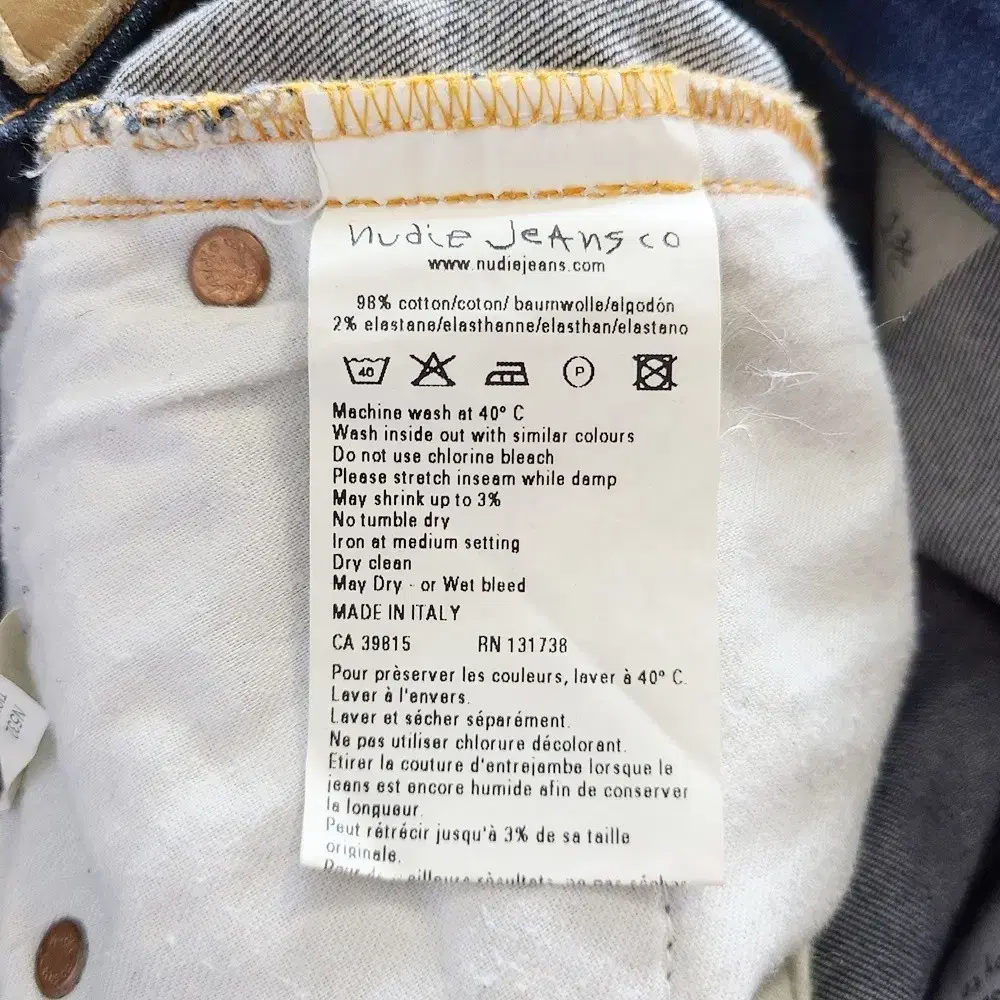 nudie jeans co
www.nudiejeans.com
98% cotton/coton/ baumwolle/algodón
2% elastane/elasthanne/elasthan/elastano
40
P
Machine wash at 40° C
Wash inside out with similar colours
Do not use chlorine bleach
Please stretch inseam while damp
May shrink up to 3%
No tumble dry
Iron at medium setting
Dry clean
May Dry - or Wet bleed
MADE IN ITALY
CA 39815 RN 131738
Pour prèserver les couleurs, laver à 40° C.
Laver à l'envers.
Laver et sécher séparément.
Ne pas utiliser chlorure décolorant.
Etirer la couture d'entrejambe lorsque le
jeans est encore humide afin de conserver
la longueur.
Peut rétrécir jusqu'à 3% de sa taille
originale.